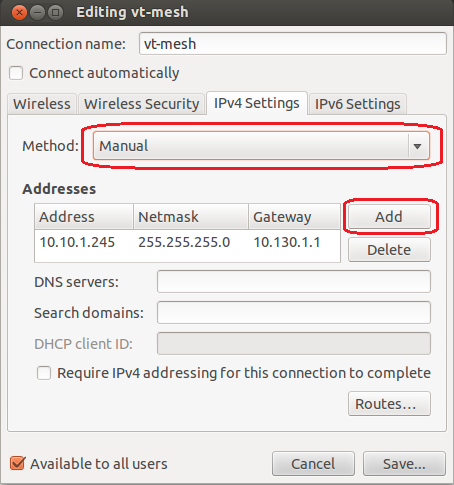 Editing vt-mesh
Connection name: vt-mesh
Connect automatically
Wireless Wireless Security IPv4 Settings IPv6 Settings
Method: Manual
Addresses
Address Netmask Gateway Add
10.10.1.245 255.255.255.0 10.130.1.1
Delete
DNS servers:
Search domains:
DHCP client ID:
Require IPv4 addressing for this connection to complete
Routes...
Available to all users Cancel Save...